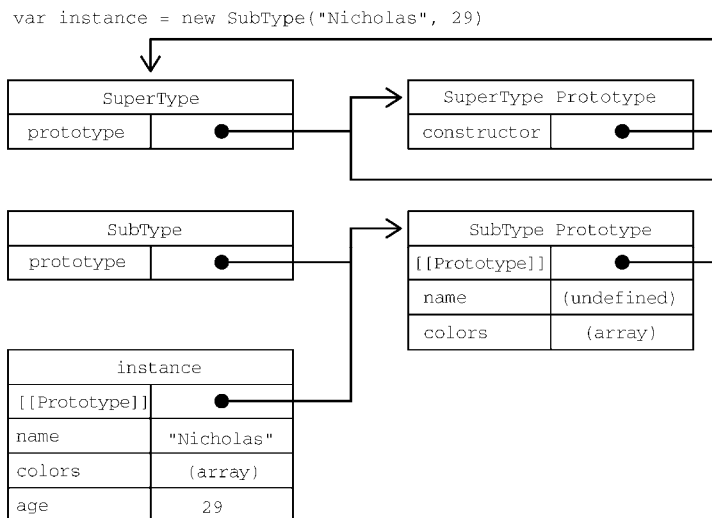 var instance = new SubType("Nicholas", 29)
SuperType
prototype
SuperType Prototype
constructor
SubType
prototype
SubType Prototype
[[Prototype]]
name (undefined)
colors (array)
instance
[[Prototype]]
name "Nicholas"
colors (array)
age 29